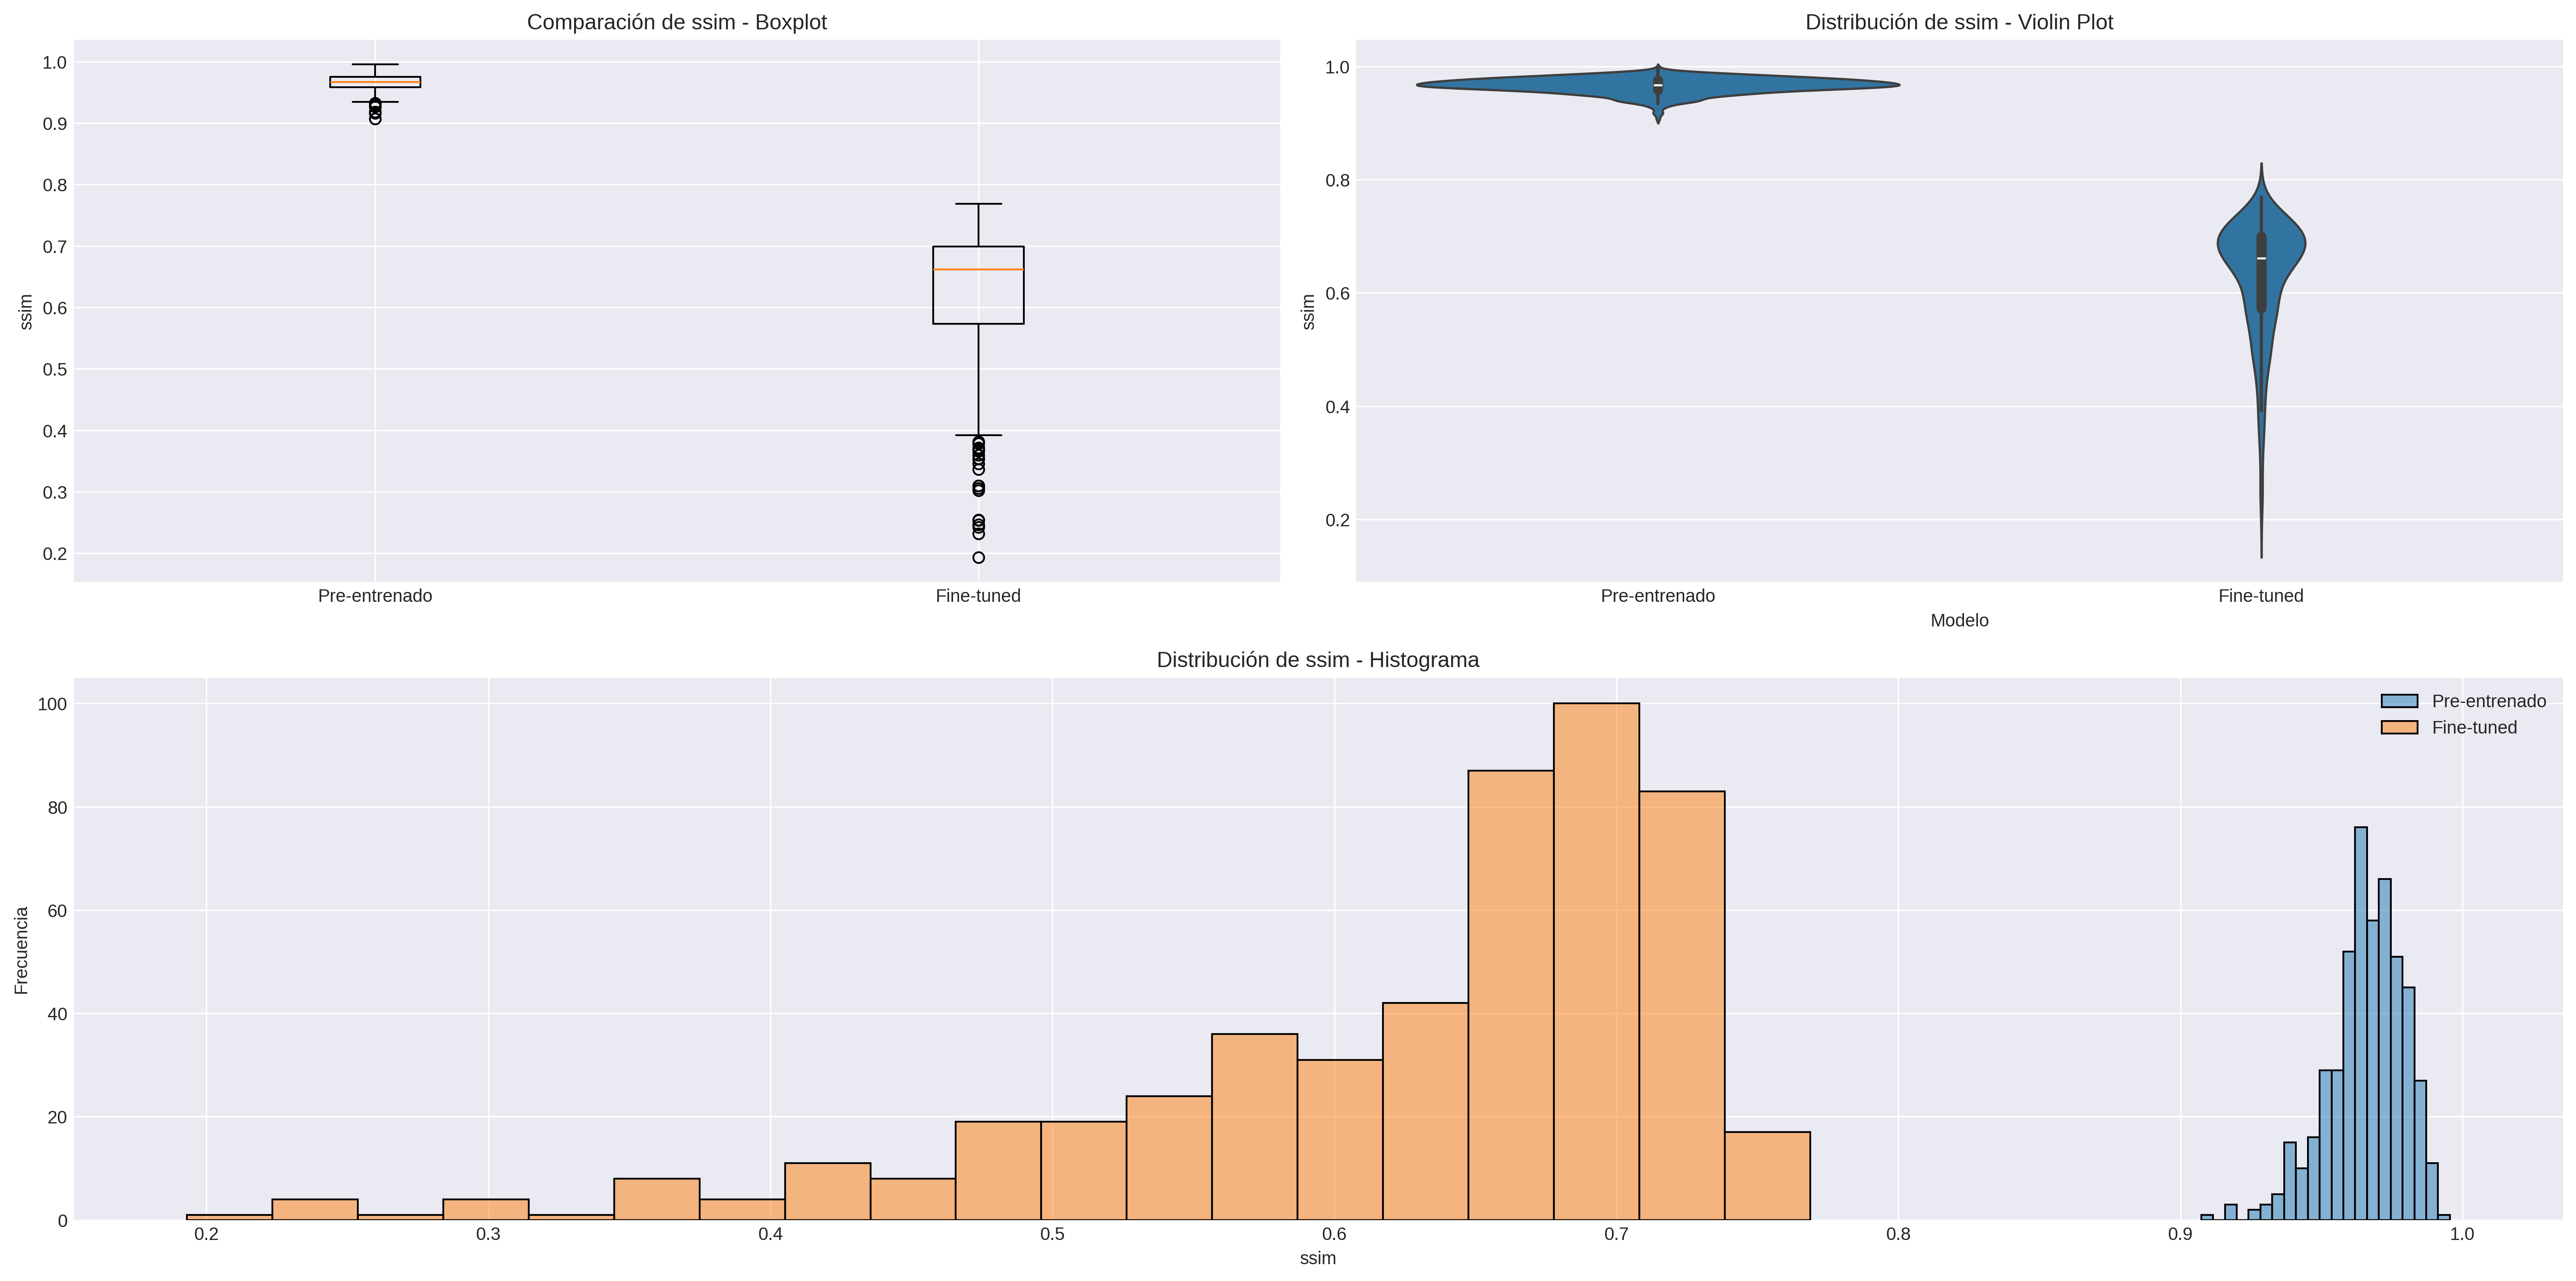 Comparación de ssim - Boxplot
ssim
1.0
0.9
0.8
0.7
0.6
0.5
0.4
0.3
0.2
Pre-entrenado Fine-tuned
Distribución de ssim - Violin Plot
ssim
1.0
0.8
0.6
0.4
0.2
Pre-entrenado Fine-tuned
Modelo
Distribución de ssim - Histograma
Pre-entrenado
Fine-tuned
Frecuencia
100
80
60
40
20
0
0.2 0.3 0.4 0.5 0.6 0.7 0.8 0.9 1.0
ssim